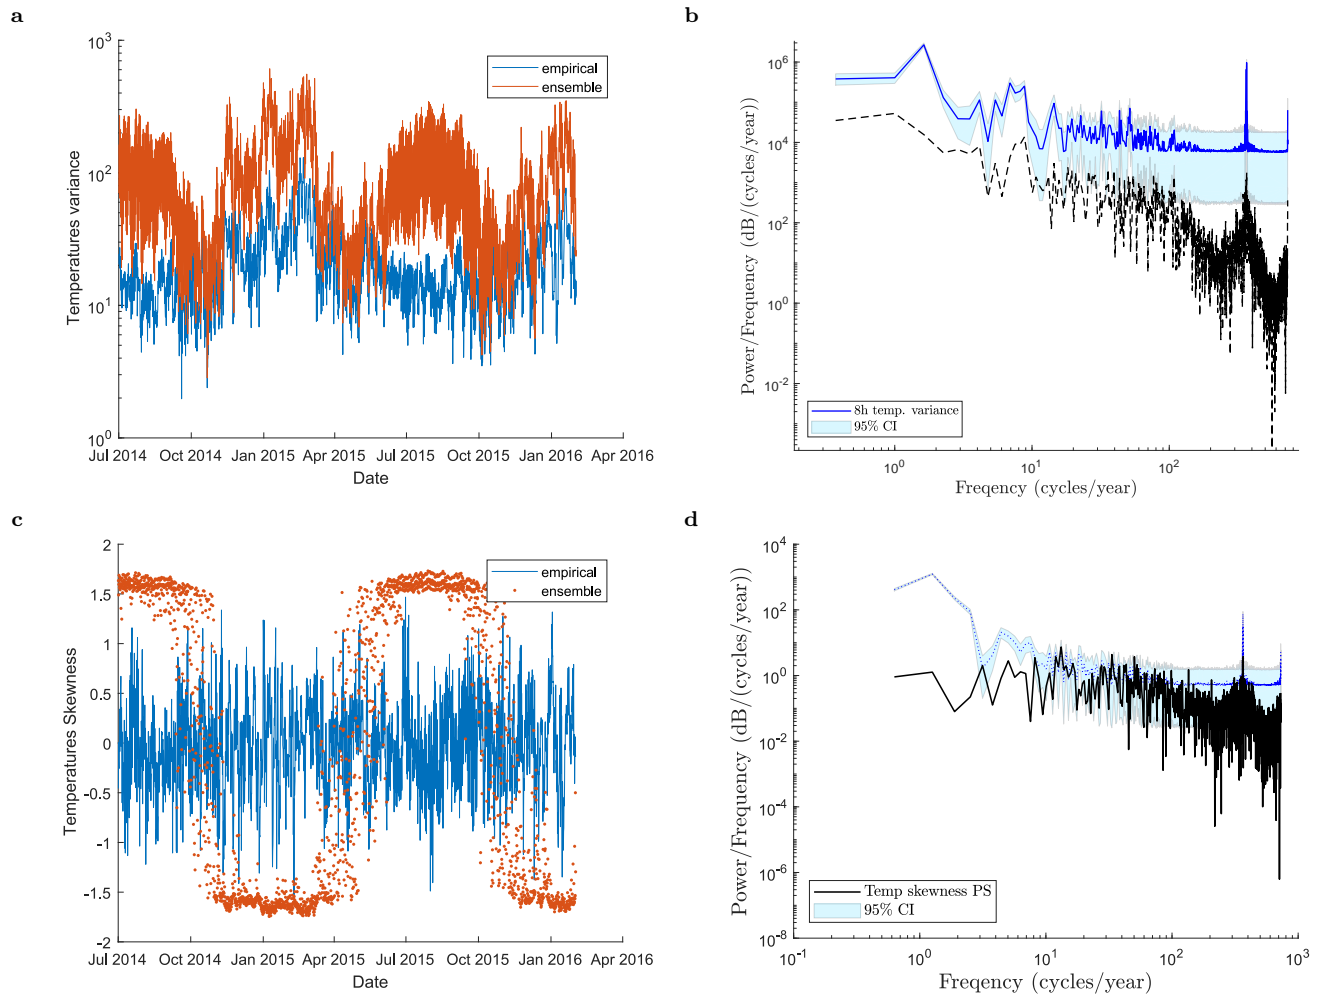 a
10^3
10^2
10^1
10^0
Temperatures variance
empirical
ensemble
Jul 2014 Oct 2014 Jan 2015 Apr 2015 Jul 2015 Oct 2015 Jan 2016 Apr 2016
Date
b
10^6
10^4
10^2
10^0
10^-2
Power/Frequency (dB/(cycles/year))
8h temp. variance
95% CI
10^0 10^1 10^2
Freqency (cycles/year)
c
2
1.5
1
0.5
0
-0.5
-1
-1.5
-2
Temperatures Skewness
empirical
ensemble
Jul 2014 Oct 2014 Jan 2015 Apr 2015 Jul 2015 Oct 2015 Jan 2016 Apr 2016
Date
d
10^4
10^2
10^0
10^-2
10^-4
10^-6
10^-8
Power/Frequency (dB/(cycles/year))
Temp skewness PS
95% CI
10^-1 10^0 10^1 10^2 10^3
Freqency (cycles/year)